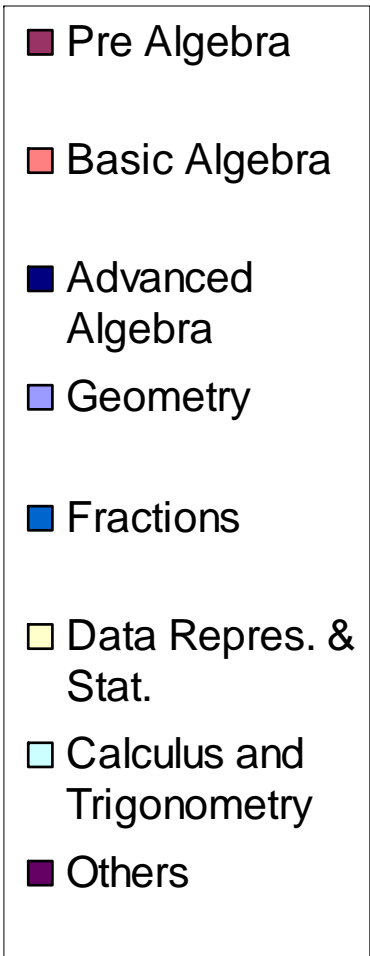 Pre Algebra
Basic Algebra
Advanced
Algebra
Geometry
Fractions
Data Repres. &
Stat.
Calculus and
Trigonometry
Others